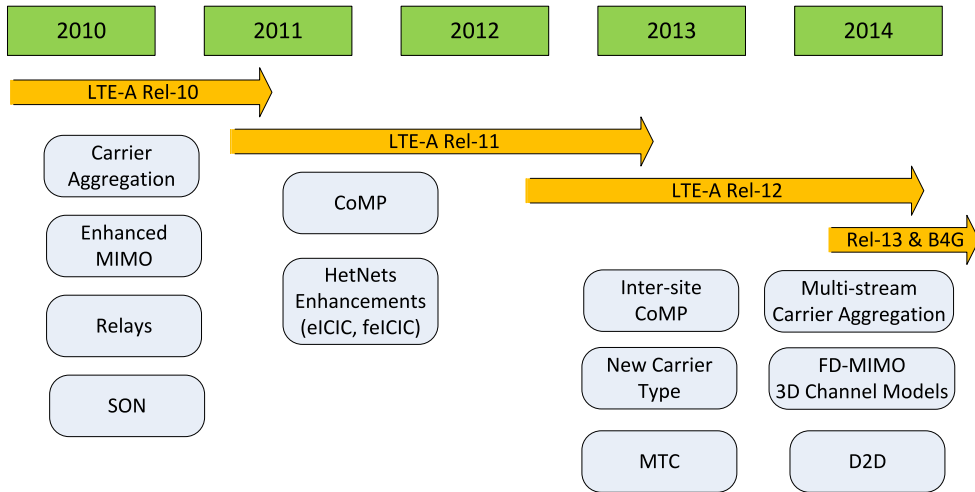 2010
2011
2012
2013
2014
LTE-A Rel-10
LTE-A Rel-11
LTE-A Rel-12
Rel-13 & B4G
Carrier
Aggregation
Enhanced
MIMO
Relays
SON
CoMP
HetNets
Enhancements
(eICIC, feICIC)
Inter-site
CoMP
New Carrier
Type
MTC
Multi-stream
Carrier Aggregation
FD-MIMO
3D Channel Models
D2D